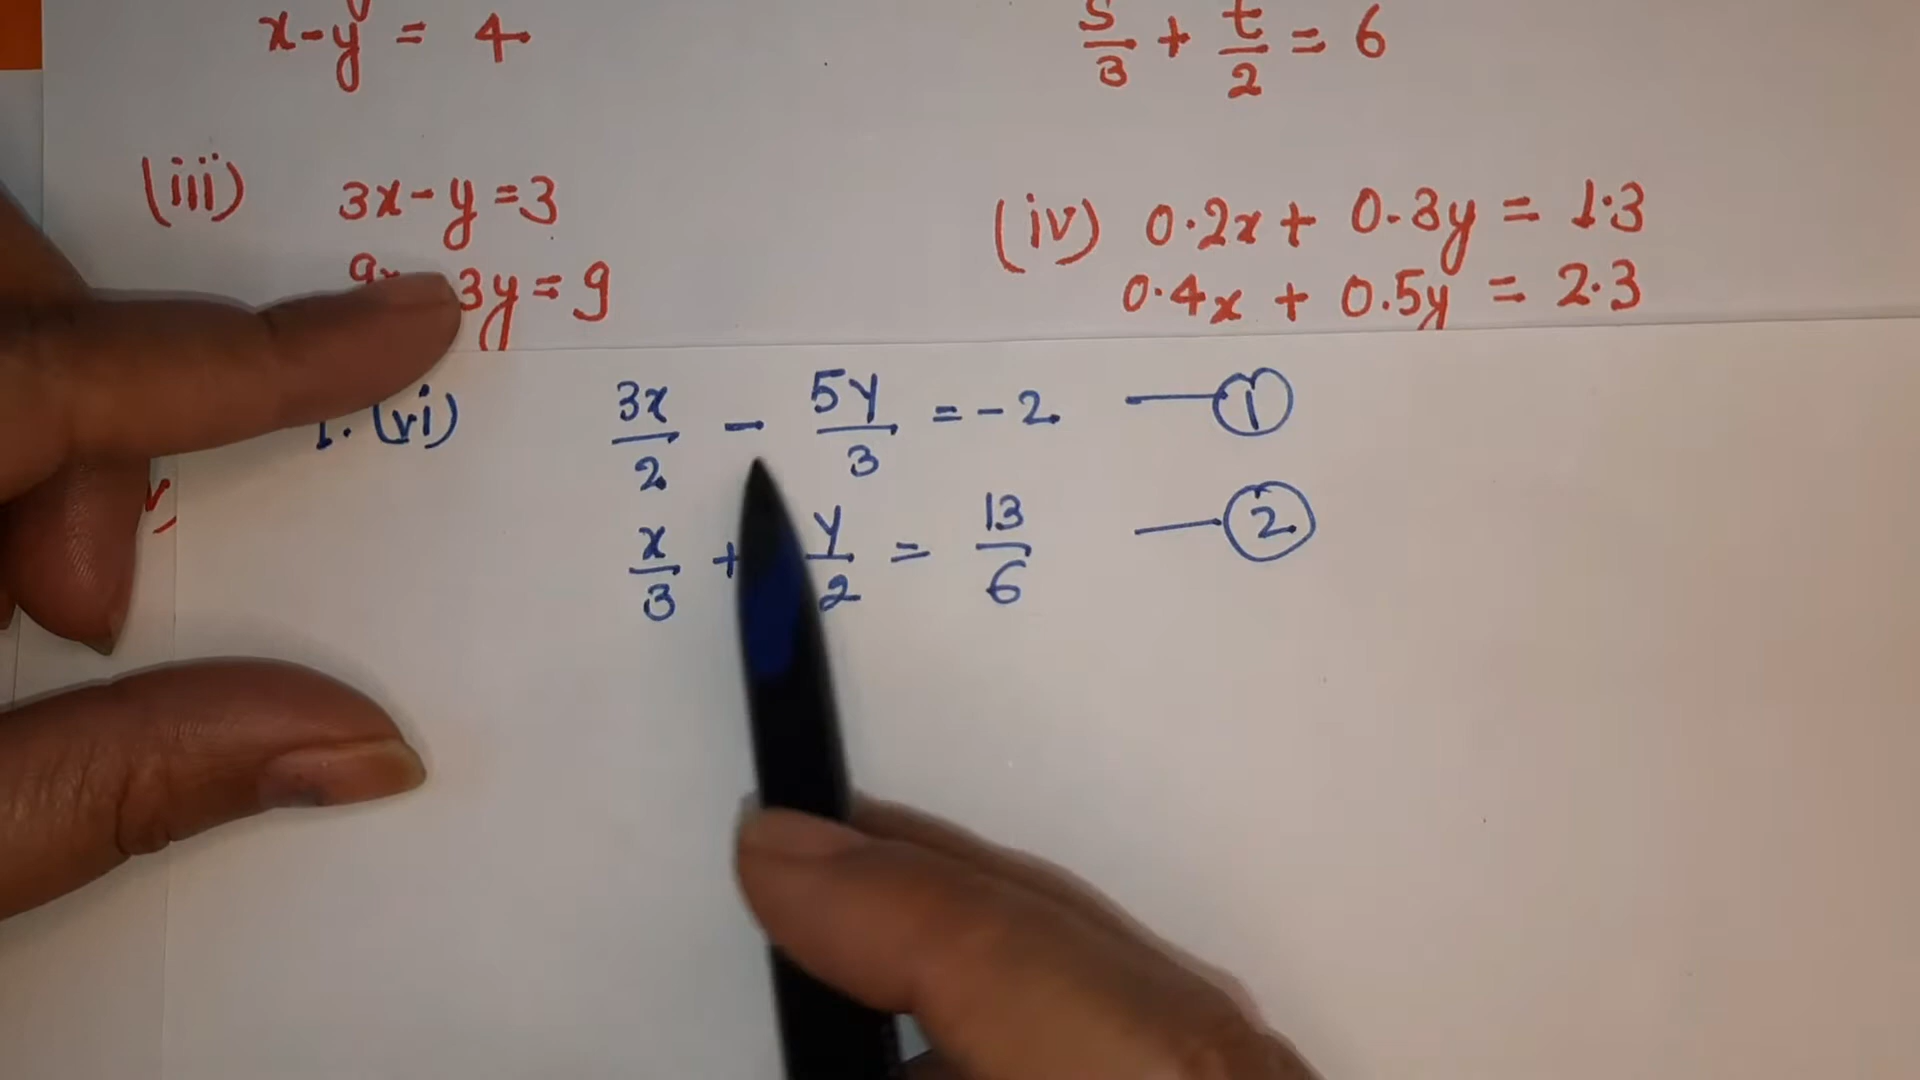 x-y = 4
s/3 + t/2 = 6
(iii) 3x-y=3
3y=9
(iv) 0.2x + 0.3y = 1.3
0.4x + 0.5y = 2.3
1. (vi) 3x/2 - 5y/3 = -2 — ①
x/3 + y/2 = 13/6 — ②